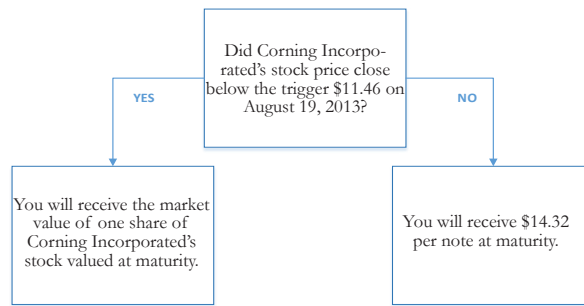 Did Corning Incorpo-
rated’s stock price close
below the trigger $11.46 on
August 19, 2013?
YES
NO
You will receive the market
value of one share of
Corning Incorporated’s
stock valued at maturity.
You will receive $14.32
per note at maturity.